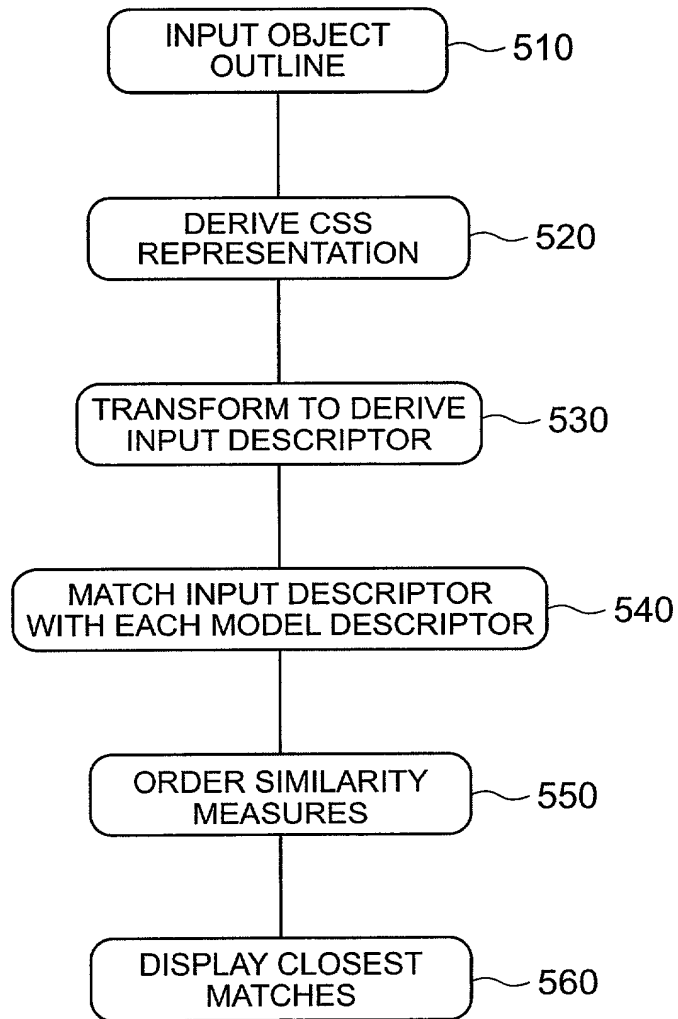 INPUT OBJECT
OUTLINE
510
DERIVE CSS
REPRESENTATION
520
TRANSFORM TO DERIVE
INPUT DESCRIPTOR
530
MATCH INPUT DESCRIPTOR
WITH EACH MODEL DESCRIPTOR
540
ORDER SIMILARITY
MEASURES
550
DISPLAY CLOSEST
MATCHES
560